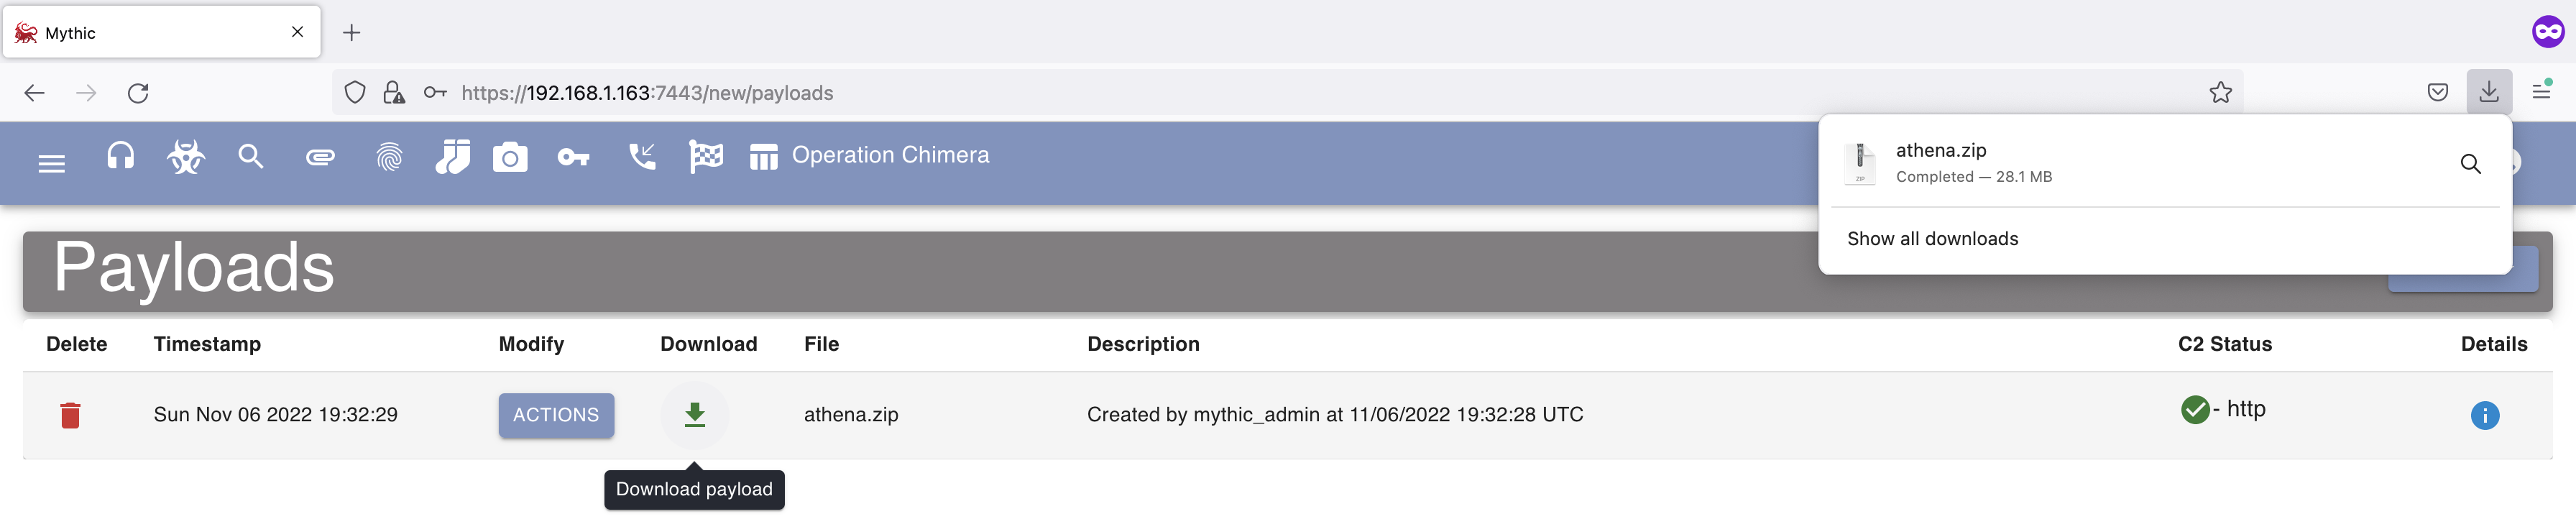 Mythic
https://192.168.1.163:7443/new/payloads
Operation Chimera
athena.zip
ZIP
Completed — 28.1 MB
Show all downloads
Payloads
Delete Timestamp Modify Download File Description C2 Status Details
Sun Nov 06 2022 19:32:29 ACTIONS athena.zip Created by mythic_admin at 11/06/2022 19:32:28 UTC - http
Download payload